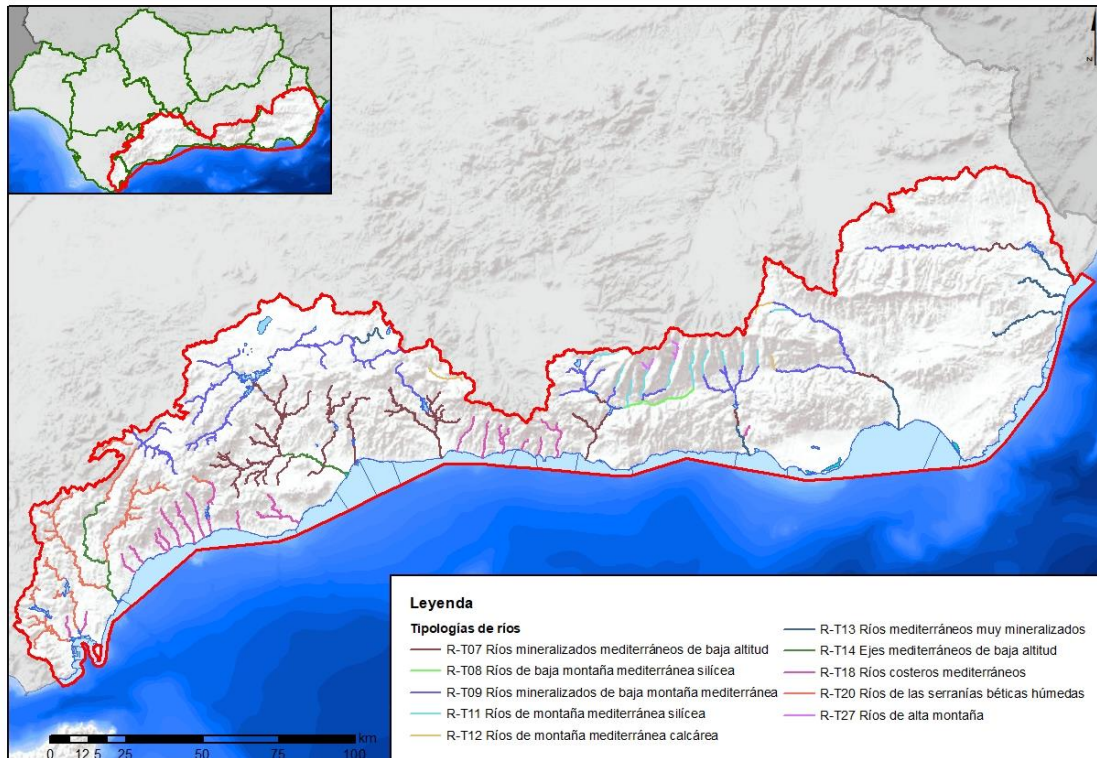 N
Leyenda
Tipologías de ríos
R-T07 Ríos mineralizados mediterráneos de baja altitud
R-T08 Ríos de baja montaña mediterránea silícea
R-T09 Ríos mineralizados de baja montaña mediterránea
R-T11 Ríos de montaña mediterránea silícea
R-T12 Ríos de montaña mediterránea calcárea
R-T13 Ríos mediterráneos muy mineralizados
R-T14 Ejes mediterráneos de baja altitud
R-T18 Ríos costeros mediterráneos
R-T20 Ríos de las serranías béticas húmedas
R-T27 Ríos de alta montaña
km
0 12,5 25 50 75 100